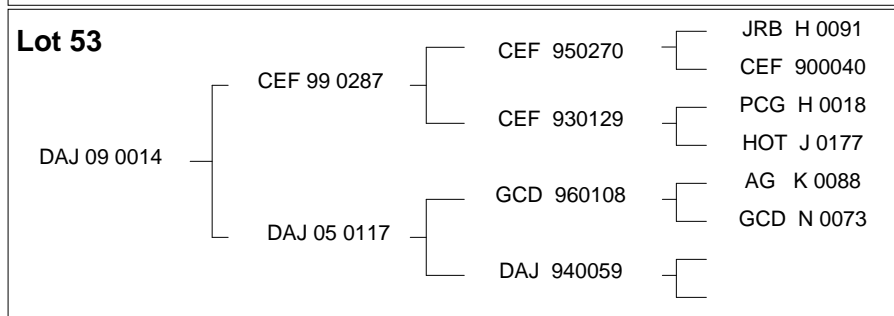 Lot 53
JRB H 0091
CEF 950270
CEF 900040
CEF 99 0287
PCG H 0018
CEF 930129
HOT J 0177
DAJ 09 0014
AG K 0088
GCD 960108
GCD N 0073
DAJ 05 0117
DAJ 940059